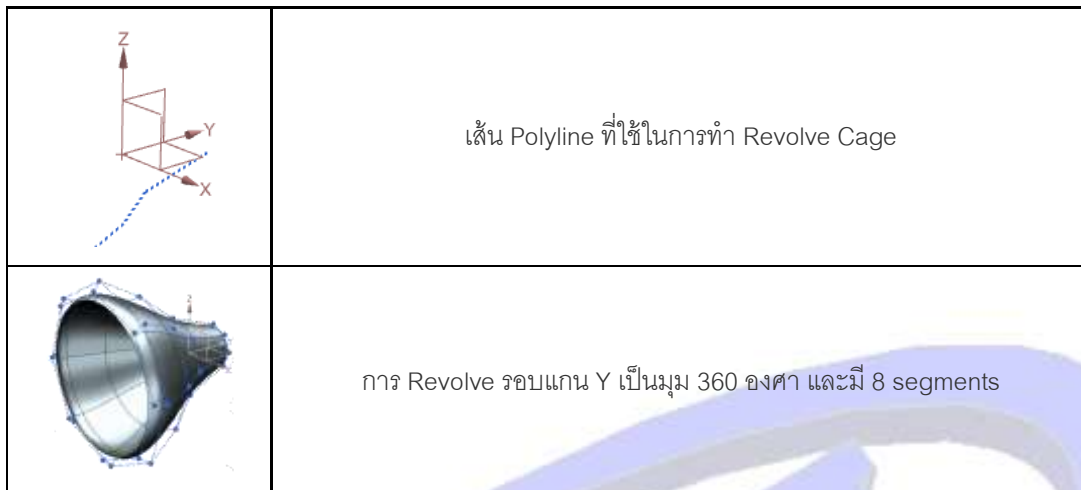 Z
Y
X
เส้น Polyline ที่ใช้ในการทำ Revolve Cage
การ Revolve รอบแกน Y เป็นมุม 360 องศา และมี 8 segments